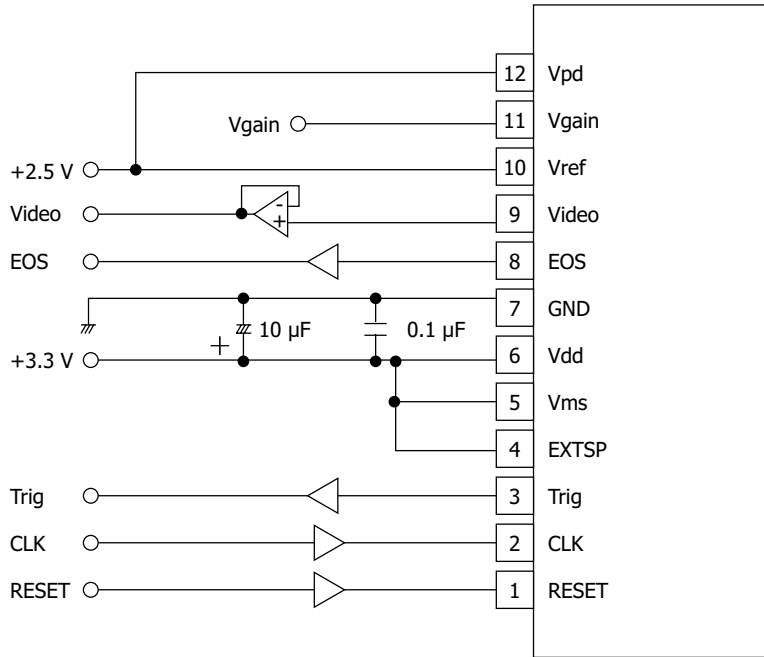 12 Vpd
Vgain 11 Vgain
+2.5 V 10 Vref
Video - + 9 Video
EOS 8 EOS
7 GND
+ 10 µF 0.1 µF
+3.3 V 6 Vdd
5 Vms
4 EXTSP
Trig 3 Trig
CLK 2 CLK
RESET 1 RESET